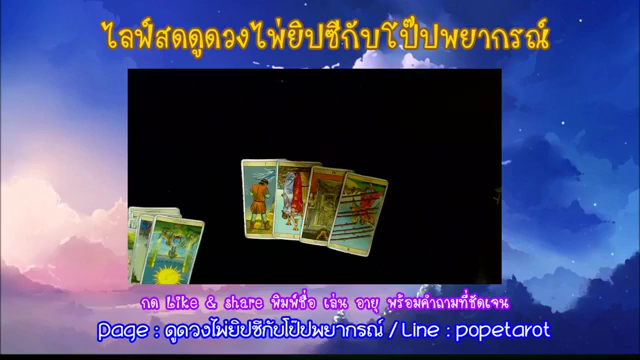 ไลฟ์สดดูดวงไพ่ยิปซีกับโป๊ปพยากรณ์
กด Like & share พิมพ์ชื่อ เล่น อายุ พร้อมคำถามที่ชัดเจน
Page : ดูดวงไพ่ยิปซีกับโป๊ปพยากรณ์ / Line : popetarot